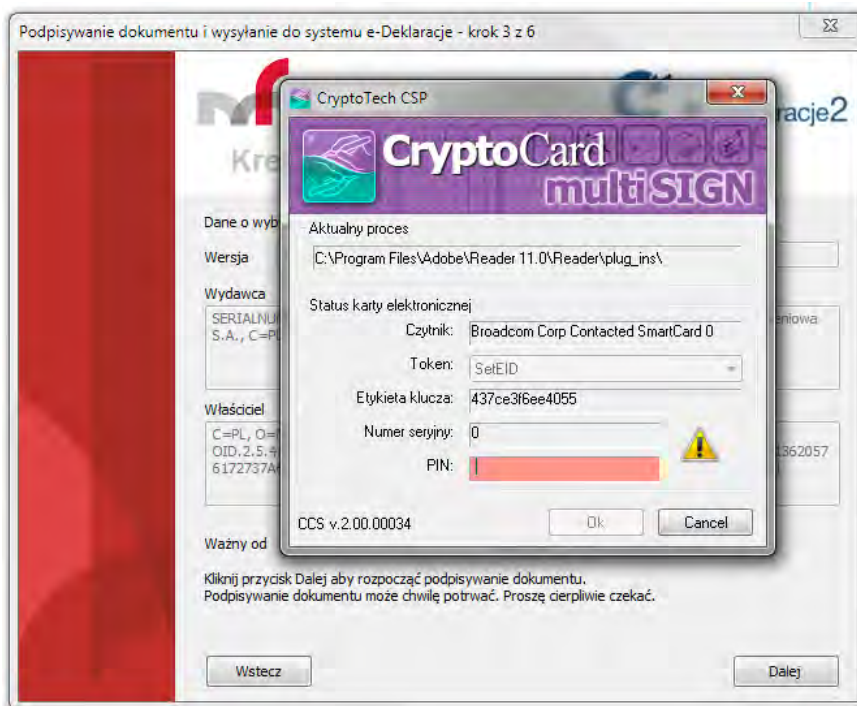 Podpisywanie dokumentu i wysyłanie do systemu e-Deklaracje - krok 3 z 6
CryptoTech CSP
racje2
Kre
CryptoCard
multiSIGN
Dane o wyb
Aktualny proces
Wersja
C:\Program Files\Adobe\Reader 11.0\Reader\plug_ins\
Wydawca
Status karty elektronicznej
SERIALNU
eniowa
S.A., C=PL
Czytnik: Broadcom Corp Contacted SmartCard 0
Token: SetEID
Etykieta klucza: 437ce3f6ee4055
Właściciel
Numer seryjny: 0
C=PL, O=
OID.2.5.4
1362057
6172737A
PIN:
CCS v.2.00.00034
Ok
Cancel
Ważny od
Kliknij przycisk Dalej aby rozpocząć podpisywanie dokumentu.
Podpisywanie dokumentu może chwilę potrwać. Proszę cierpliwie czekać.
Wstecz
Dalej